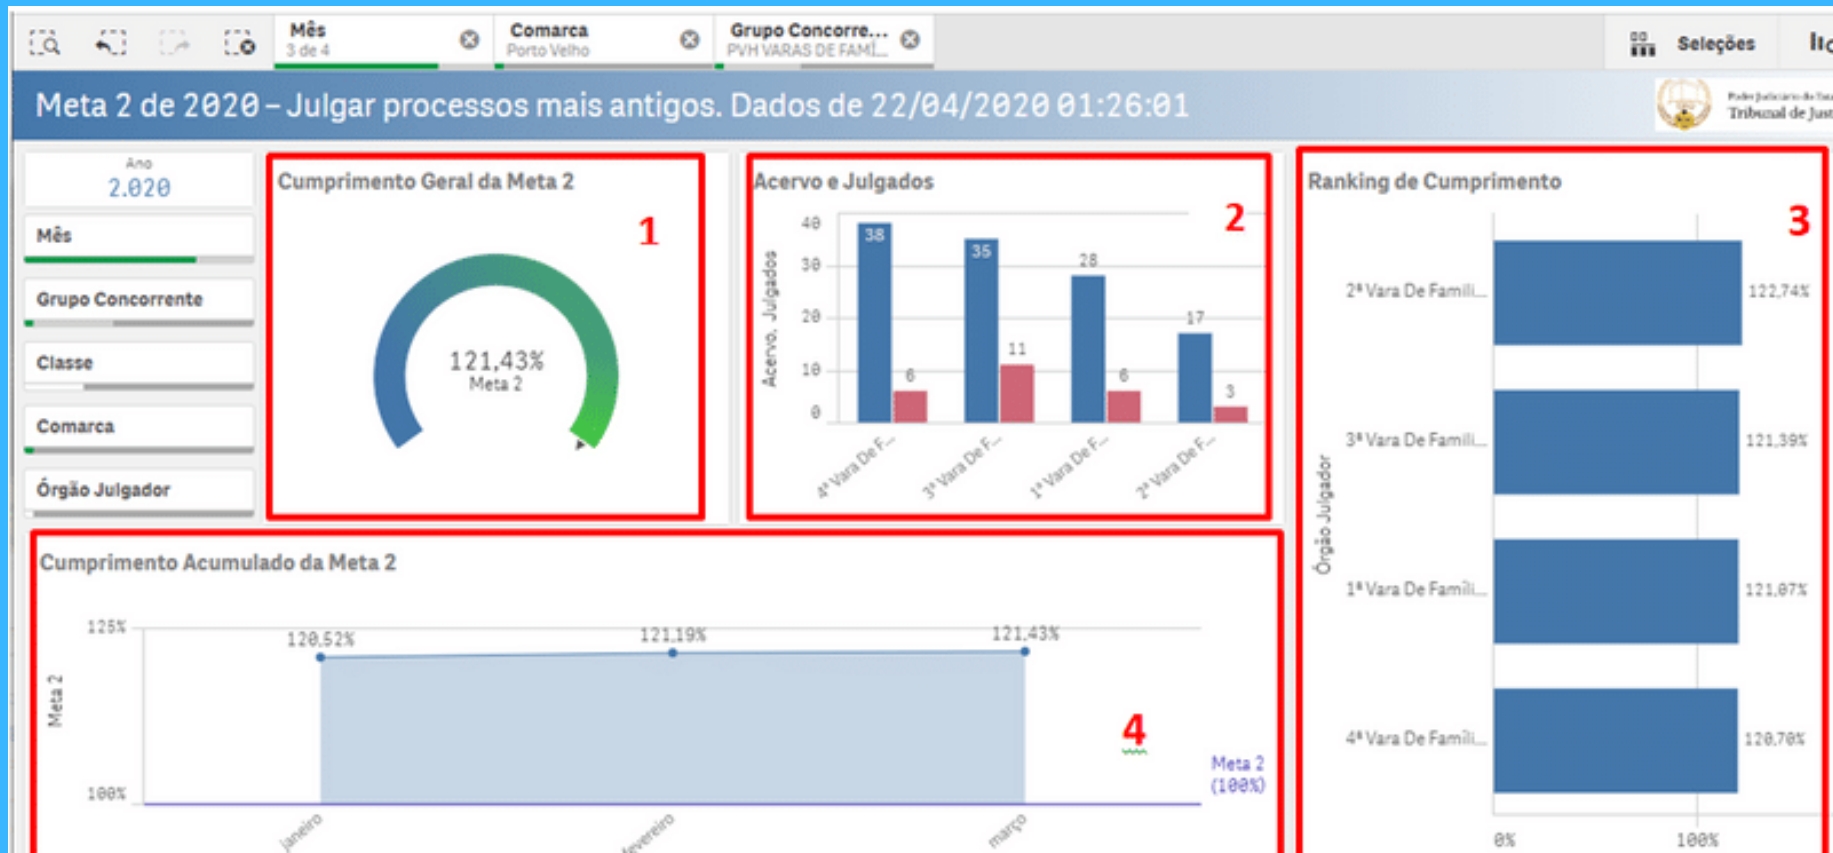 Mês
3 de 4
Comarca
Porto Velho
Grupo Concorre...
PVH VARAS DE FAMÍ...
Seleções
Meta 2 de 2020 – Julgar processos mais antigos. Dados de 22/04/2020 01:26:01
Poder Judiciário do
Tribunal de Just
Ano
2.020
Mês
Grupo Concorrente
Classe
Comarca
Órgão Julgador
Cumprimento Geral da Meta 2
1
121,43%
Meta 2
Acervo e Julgados
2
Acervo, Julgados
40
30
20
10
0
38
6
35
11
28
6
17
3
4ª Vara De F...
3ª Vara De F...
1ª Vara De F...
2ª Vara De F...
Ranking de Cumprimento
3
Órgão Julgador
2ª Vara De Famíli...
122,74%
3ª Vara De Famíli...
121,39%
1ª Vara De Famíli...
121,07%
4ª Vara De Famíli...
120,70%
0%
100%
Cumprimento Acumulado da Meta 2
Meta 2
125%
100%
120,52%
121,19%
121,43%
4
Meta 2
(100%)
janeiro
fevereiro
março